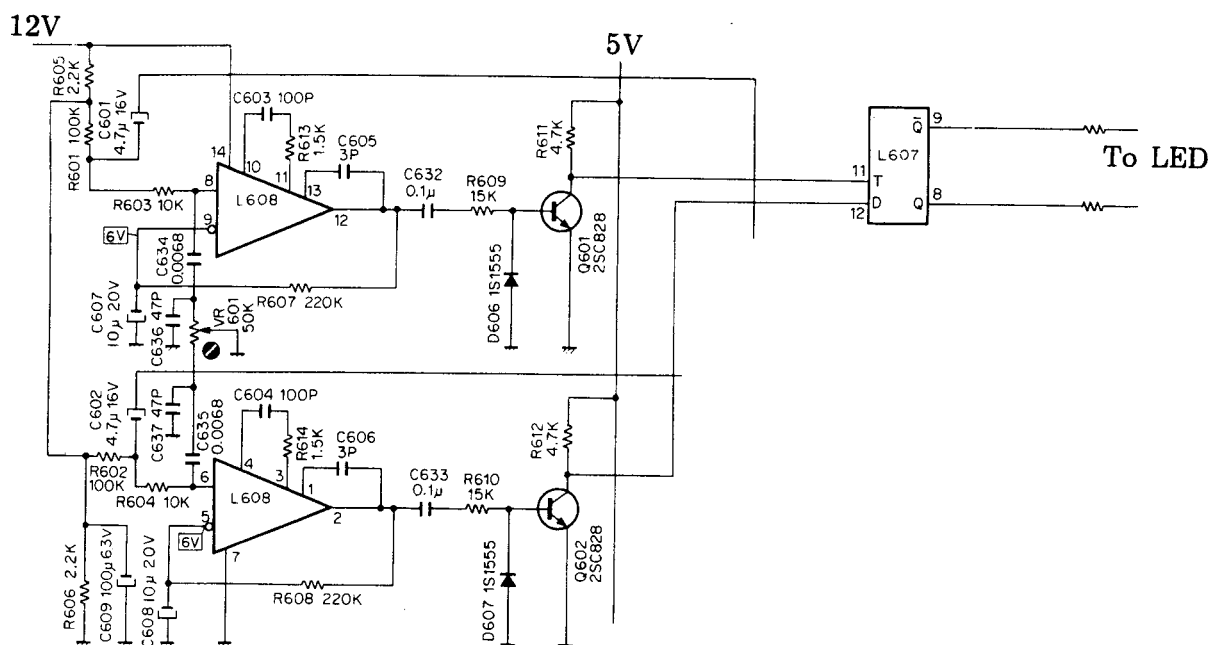 12V
5V
R605
2.2K
C601
4.7μ 16V
R601 100K
C603 100P
R613
1.5K
C605
3P
14
10
11
13
8
9
12
L608
R603 10K
6V
C634
0.0068
C632
0.1μ
R609
15K
R611
4.7K
Q601
2SC828
D606 1S1555
R607 220K
C607
10μ 20V
C636 47P
VR
601
50K
L607
Q̄
9
11
T
D
12
Q
8
To LED
C602
4.7μ 16V
C637 47P
C635
0.0068
C604 100P
R614
1.5K
C606
3P
R602
100K
R604 10K
6
4
3
1
L608
5
6V
7
2
C633
0.1μ
R610
15K
R612
4.7K
Q602
2SC828
D607 1S1555
R608 220K
R606 2.2K
C609 100μ 63V
C608 10μ 20V